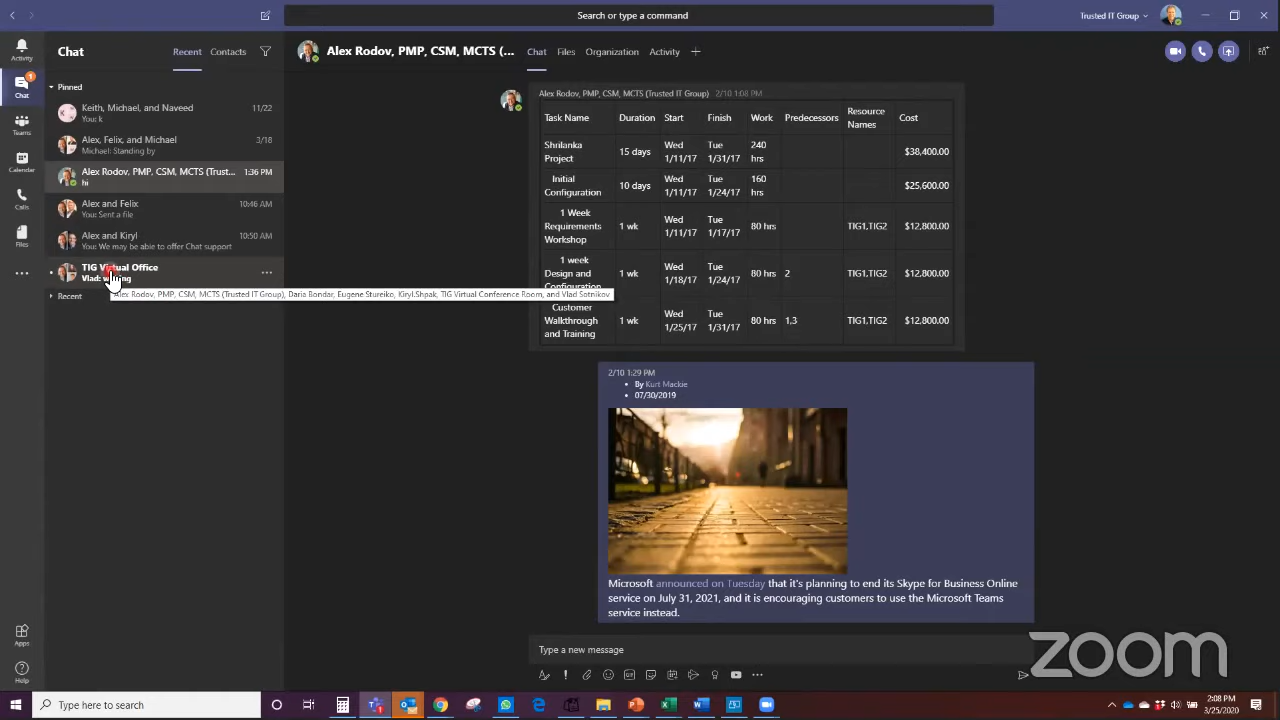 Search or type a command
Trusted IT Group
Activity
1
Chat
Teams
Calendar
Calls
Files
Apps
Help
Chat
Recent
Contacts
Pinned
Keith, Michael, and Naveed 11/22
You: k
Alex, Felix, and Michael 3/18
Michael: Standing by
Alex Rodov, PMP, CSM, MCTS (Trust... 1:36 PM
hi
Alex and Felix 10:46 AM
You: Sent a file
Alex and Kiryl 10:50 AM
You: We may be able to offer Chat support
TIG Virtual Office
Vlad:
Alex Rodov, PMP, CSM, MCTS (Trusted IT Group), Daria Bondar, Eugene Stureiko, Kiryl.Shpak, TIG Virtual Conference Room, and Vlad Sotnikov
Recent
Alex Rodov, PMP, CSM, MCTS (...
Chat Files Organization Activity
Alex Rodov, PMP, CSM, MCTS (Trusted IT Group) 2/10 1:08 PM
Task Name Duration Start Finish Work Predecessors Resource Names Cost
Shrilanka Project 15 days Wed 1/11/17 Tue 1/31/17 240 hrs $38,400.00
Initial Configuration 10 days Wed 1/11/17 Tue 1/24/17 160 hrs $25,600.00
1 Week Requirements Workshop 1 wk Wed 1/11/17 Tue 1/17/17 80 hrs TIG1,TIG2 $12,800.00
1 week Design and Configuration 1 wk Wed 1/18/17 Tue 1/24/17 80 hrs 2 TIG1,TIG2 $12,800.00
Customer Walkthrough and Training 1 wk Wed 1/25/17 Tue 1/31/17 80 hrs 1,3 TIG1,TIG2 $12,800.00
2/10 1:29 PM
By Kurt Mackie
07/30/2019
Microsoft announced on Tuesday that it's planning to end its Skype for Business Online
service on July 31, 2021, and it is encouraging customers to use the Microsoft Teams
service instead.
Type a new message
zoom
Type here to search
2:08 PM
3/25/2020